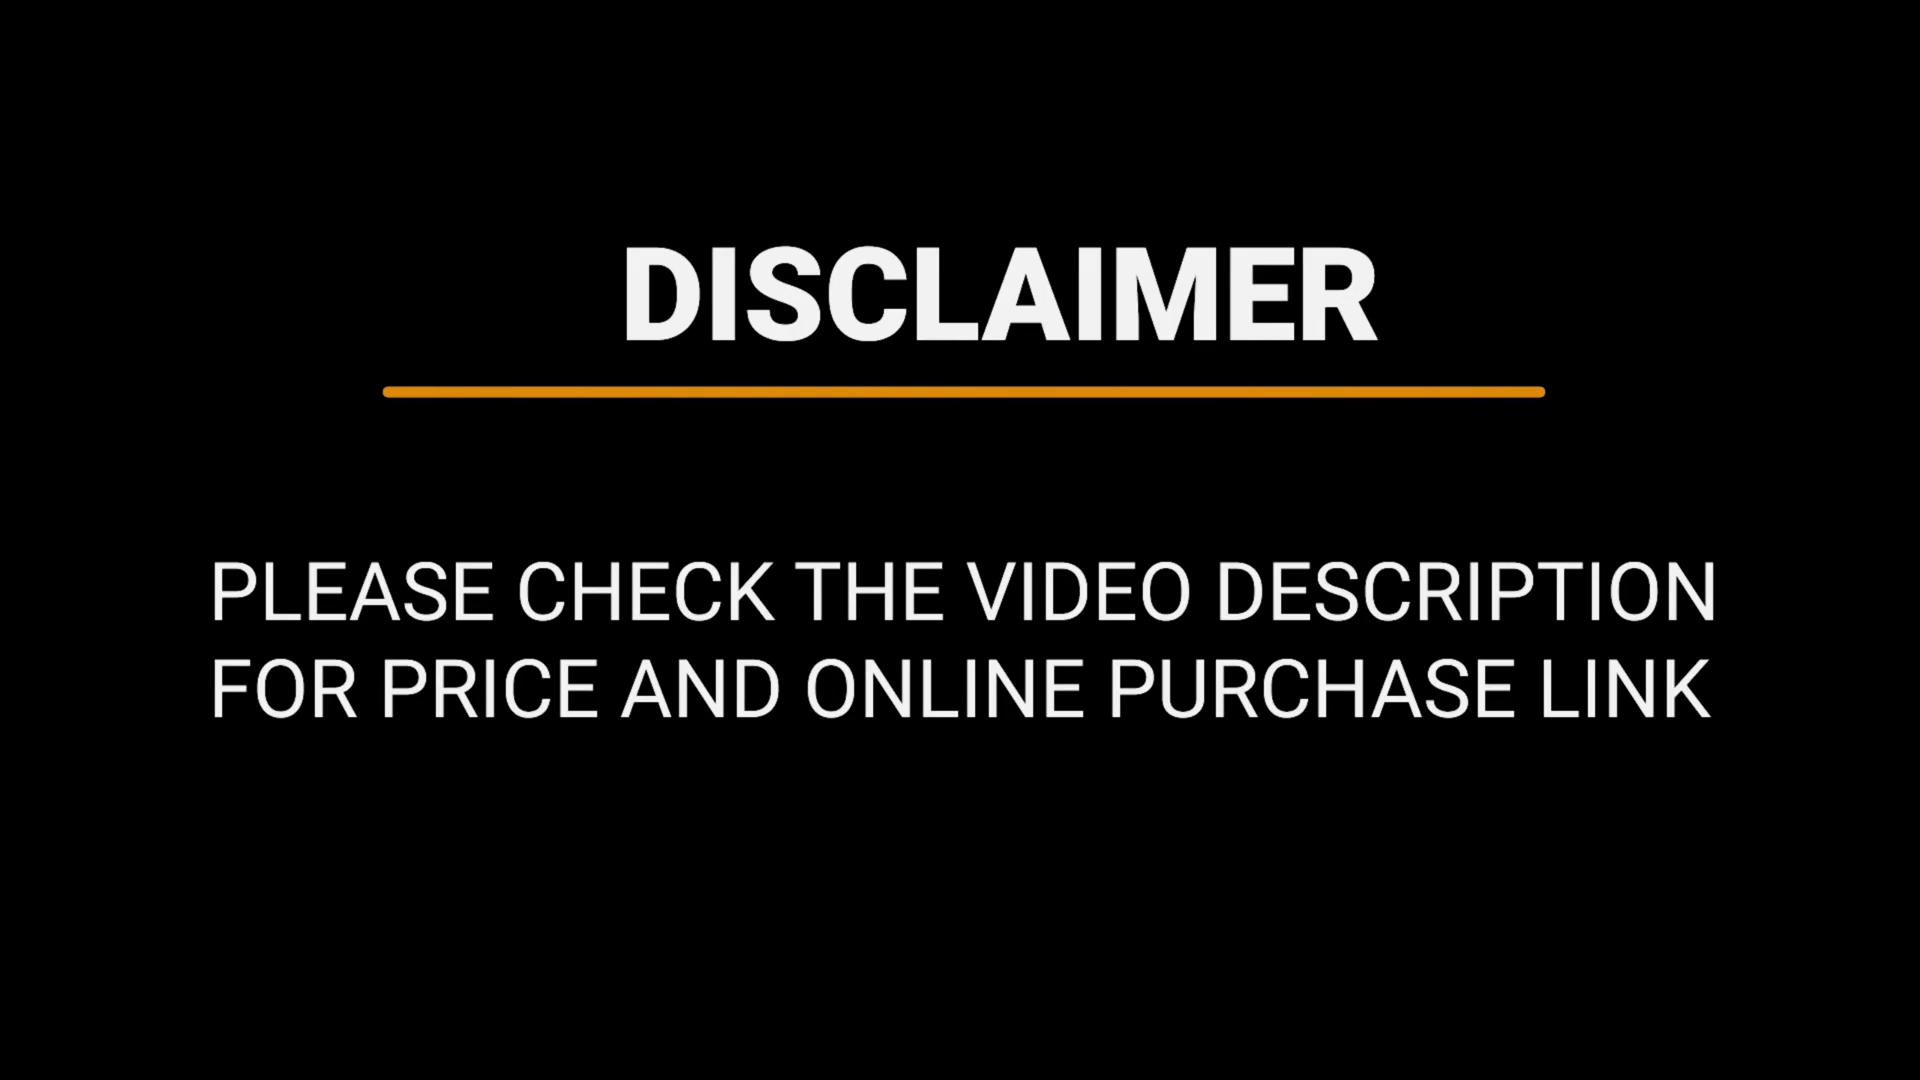 DISCLAIMER
PLEASE CHECK THE VIDEO DESCRIPTION
FOR PRICE AND ONLINE PURCHASE LINK